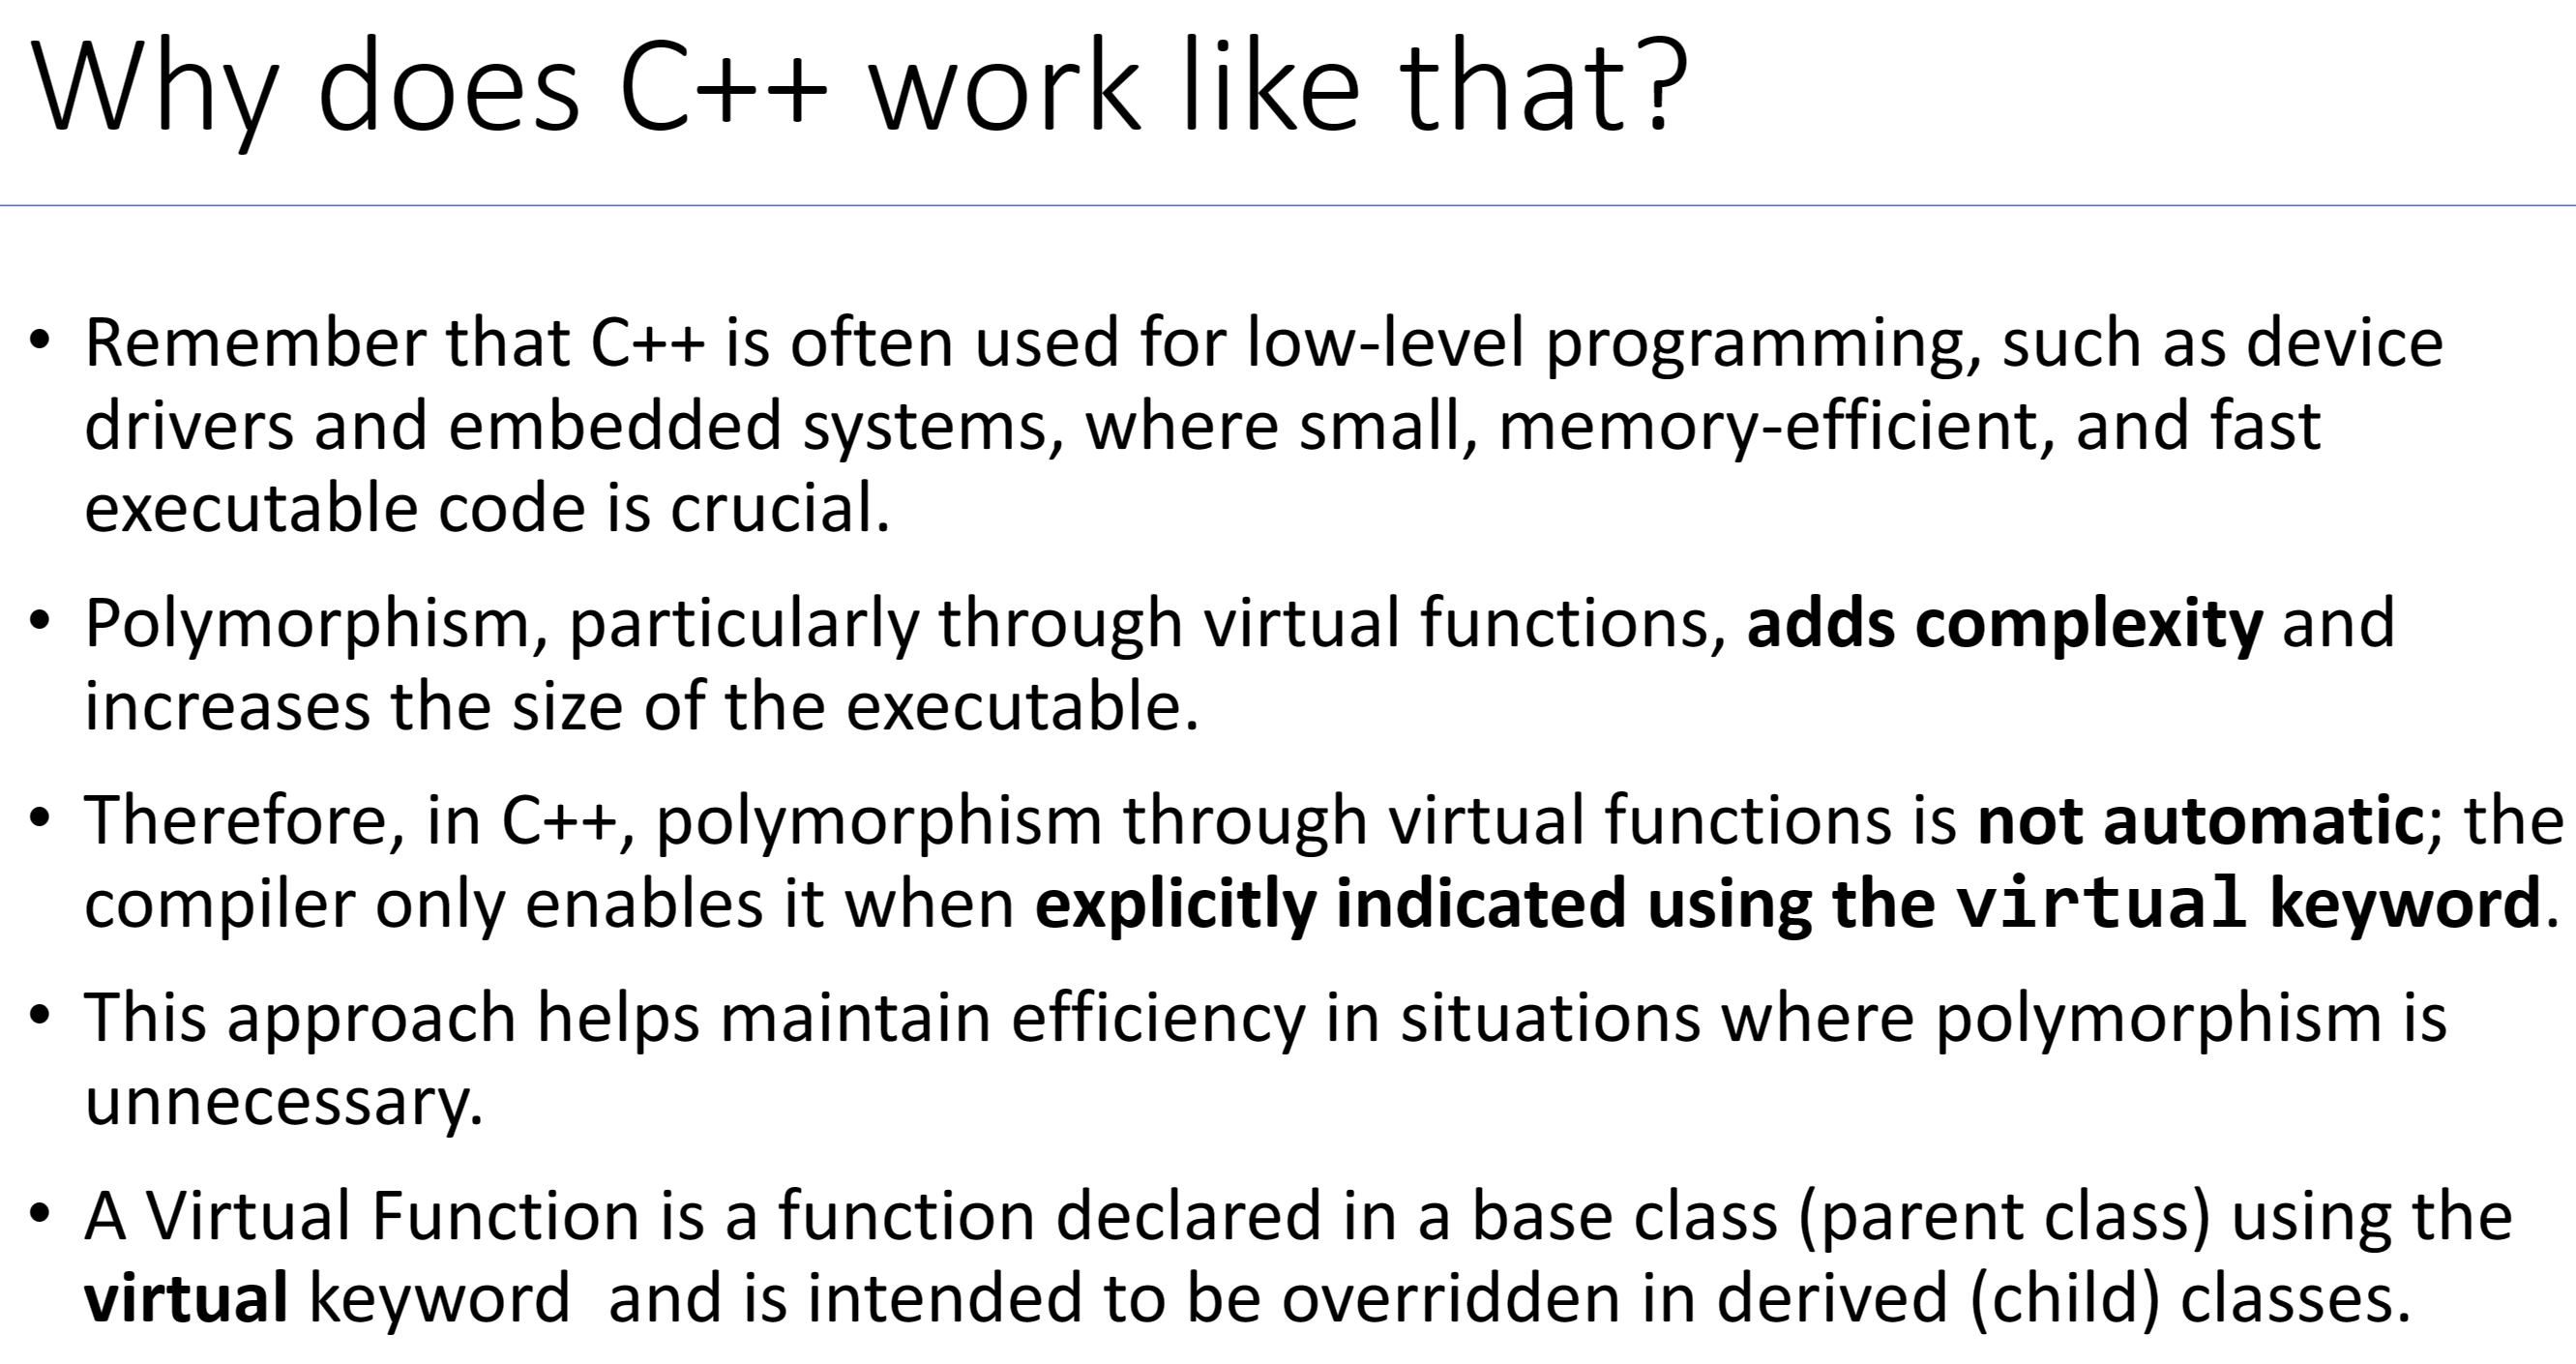 Why does C++ work like that?
• Remember that C++ is often used for low-level programming, such as device
drivers and embedded systems, where small, memory-efficient, and fast
executable code is crucial.
• Polymorphism, particularly through virtual functions, adds complexity and
increases the size of the executable.
• Therefore, in C++, polymorphism through virtual functions is not automatic; the
compiler only enables it when explicitly indicated using the virtual keyword.
• This approach helps maintain efficiency in situations where polymorphism is
unnecessary.
• A Virtual Function is a function declared in a base class (parent class) using the
virtual keyword  and is intended to be overridden in derived (child) classes.